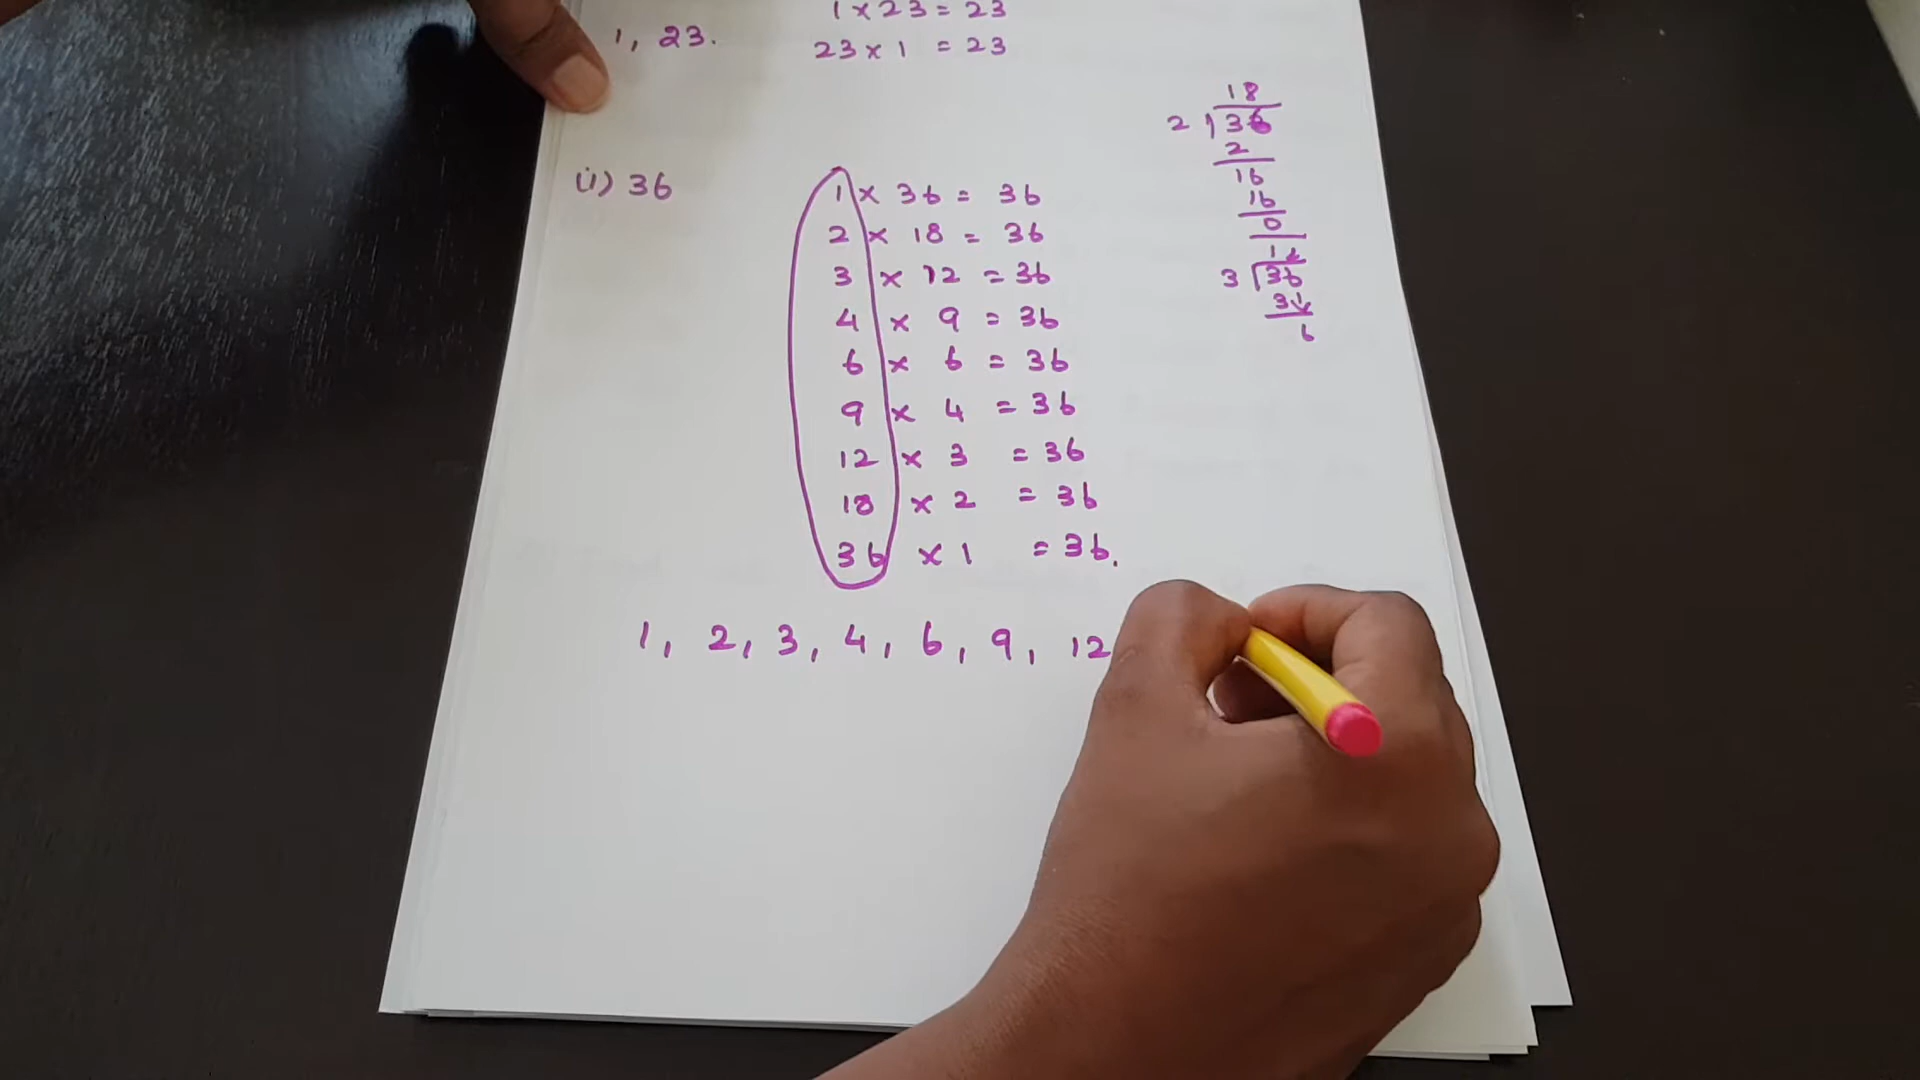 1 x 23 = 23
1, 23.
23 x 1 = 23
ii) 36
1 x 36 = 36
2 x 18 = 36
3 x 12 = 36
4 x 9 = 36
6 x 6 = 36
9 x 4 = 36
12 x 3 = 36
18 x 2 = 36
36 x 1 = 36.
1, 2, 3, 4, 6, 9, 12
18
2 ) 36
2
16
16
0
12
3 ) 36
3
6